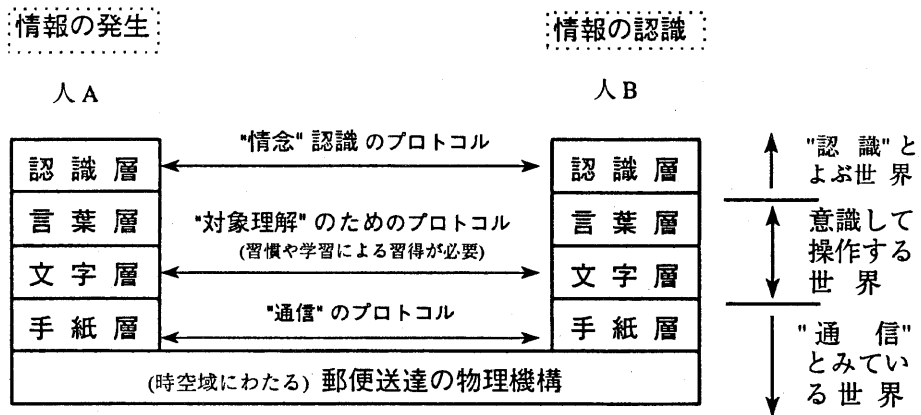 情報の発生
情報の認識
人A
人B
"情念" 認識のプロトコル
認識層
認識層
言葉層
言葉層
"対象理解" のためのプロトコル
(習慣や学習による習得が必要)
文字層
文字層
"通信" のプロトコル
手紙層
手紙層
(時空域にわたる) 郵便送達の物理機構
"認 識" と
よぶ世界
意識して
操作する
世 界
"通 信"
とみてい
る世界